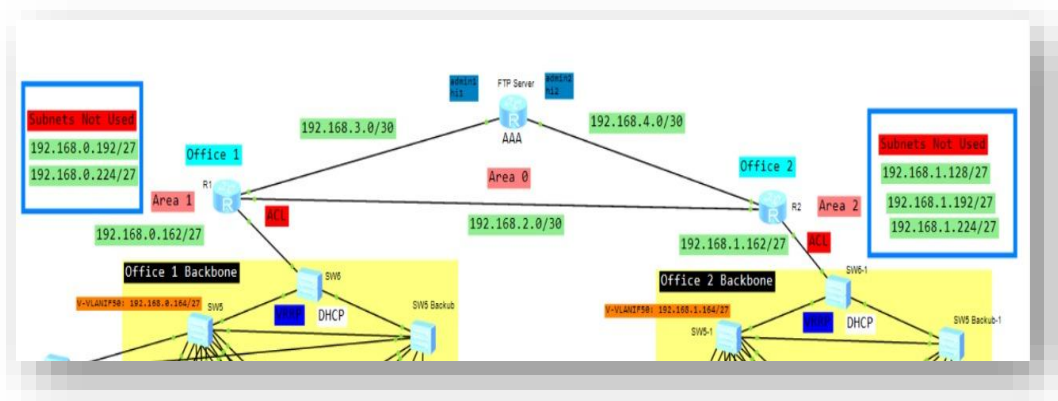 FTP Server
admin1
hi1
admin2
hi2
AAA
192.168.3.0/30
192.168.4.0/30
Subnets Not Used
192.168.0.192/27
192.168.0.224/27
Office 1
R1
Area 1
ACL
192.168.0.162/27
Area 0
192.168.2.0/30
Office 2
R2
Area 2
ACL
192.168.1.162/27
Subnets Not Used
192.168.1.128/27
192.168.1.192/27
192.168.1.224/27
Office 1 Backbone
SW6
V-VLANIF50: 192.168.0.164/27
SW5
VRRP
DHCP
SW5 Backub
Office 2 Backbone
SW6-1
V-VLANIF50: 192.168.1.164/27
SW5-1
VRRP
DHCP
SW5 Backub-1